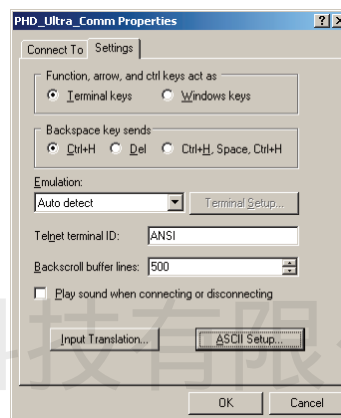 PHD_Ultra_Comm Properties
Connect To Settings
Function, arrow, and ctrl keys act as
Terminal keys Windows keys
Backspace key sends
Ctrl+H Del Ctrl+H, Space, Ctrl+H
Emulation:
Auto detect Terminal Setup...
Telnet terminal ID: ANSI
Backscroll buffer lines: 500
Play sound when connecting or disconnecting
Input Translation... ASCII Setup...
技有限
OK Cancel